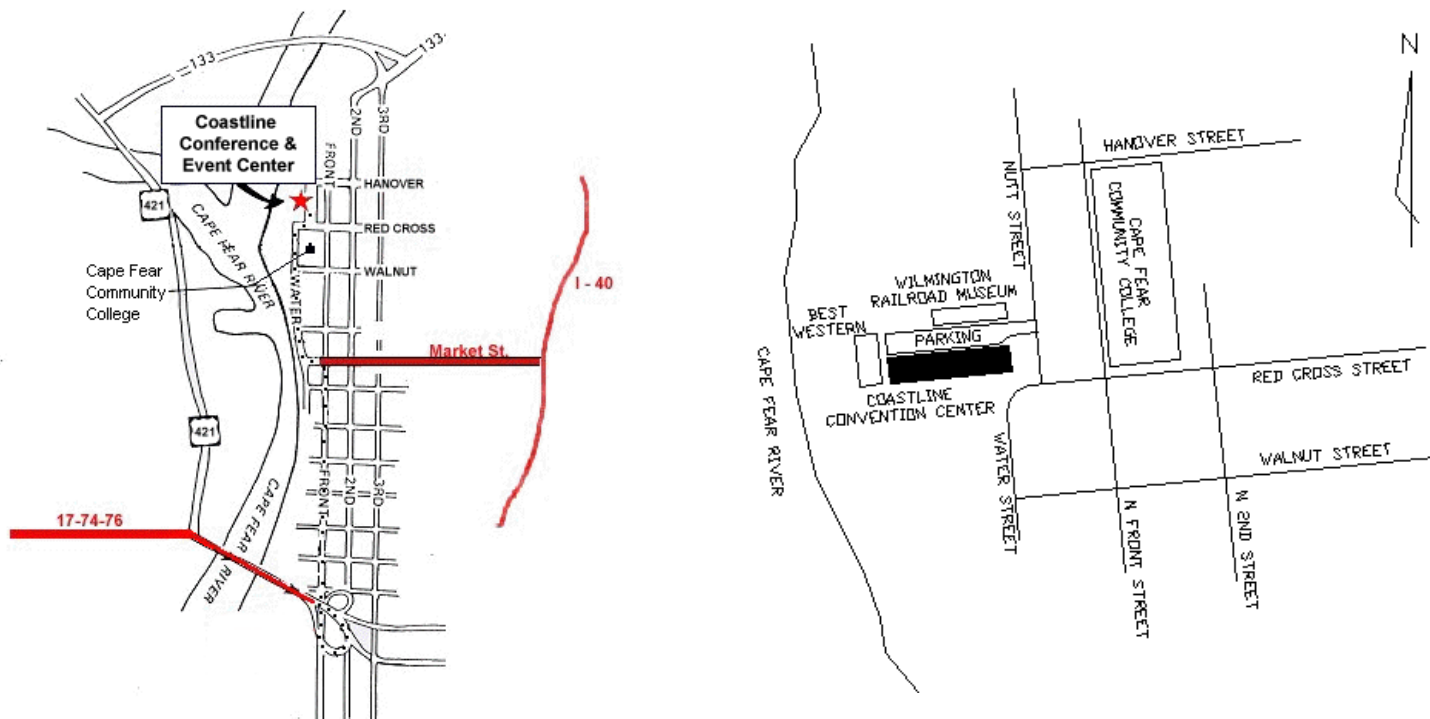 133
133
Coastline
Conference &
Event Center
2ND
3RD
FRONT
HANOVER
421
CAPE FEAR RIVER
RED CROSS
WALNUT
Cape Fear
Community
College
WATER
I - 40
Market St.
421
FRONT
2ND
3RD
CAPE FEAR RIVER
17-74-76
N
HANOVER STREET
NUTT STREET
CAPE FEAR
COMMUNITY COLLEGE
WILMINGTON
RAILROAD MUSEUM
BEST
WESTERN
PARKING
CAPE FEAR RIVER
COASTLINE
CONVENTION CENTER
RED CROSS STREET
WATER STREET
WALNUT STREET
N FRONT STREET
N 2ND STREET